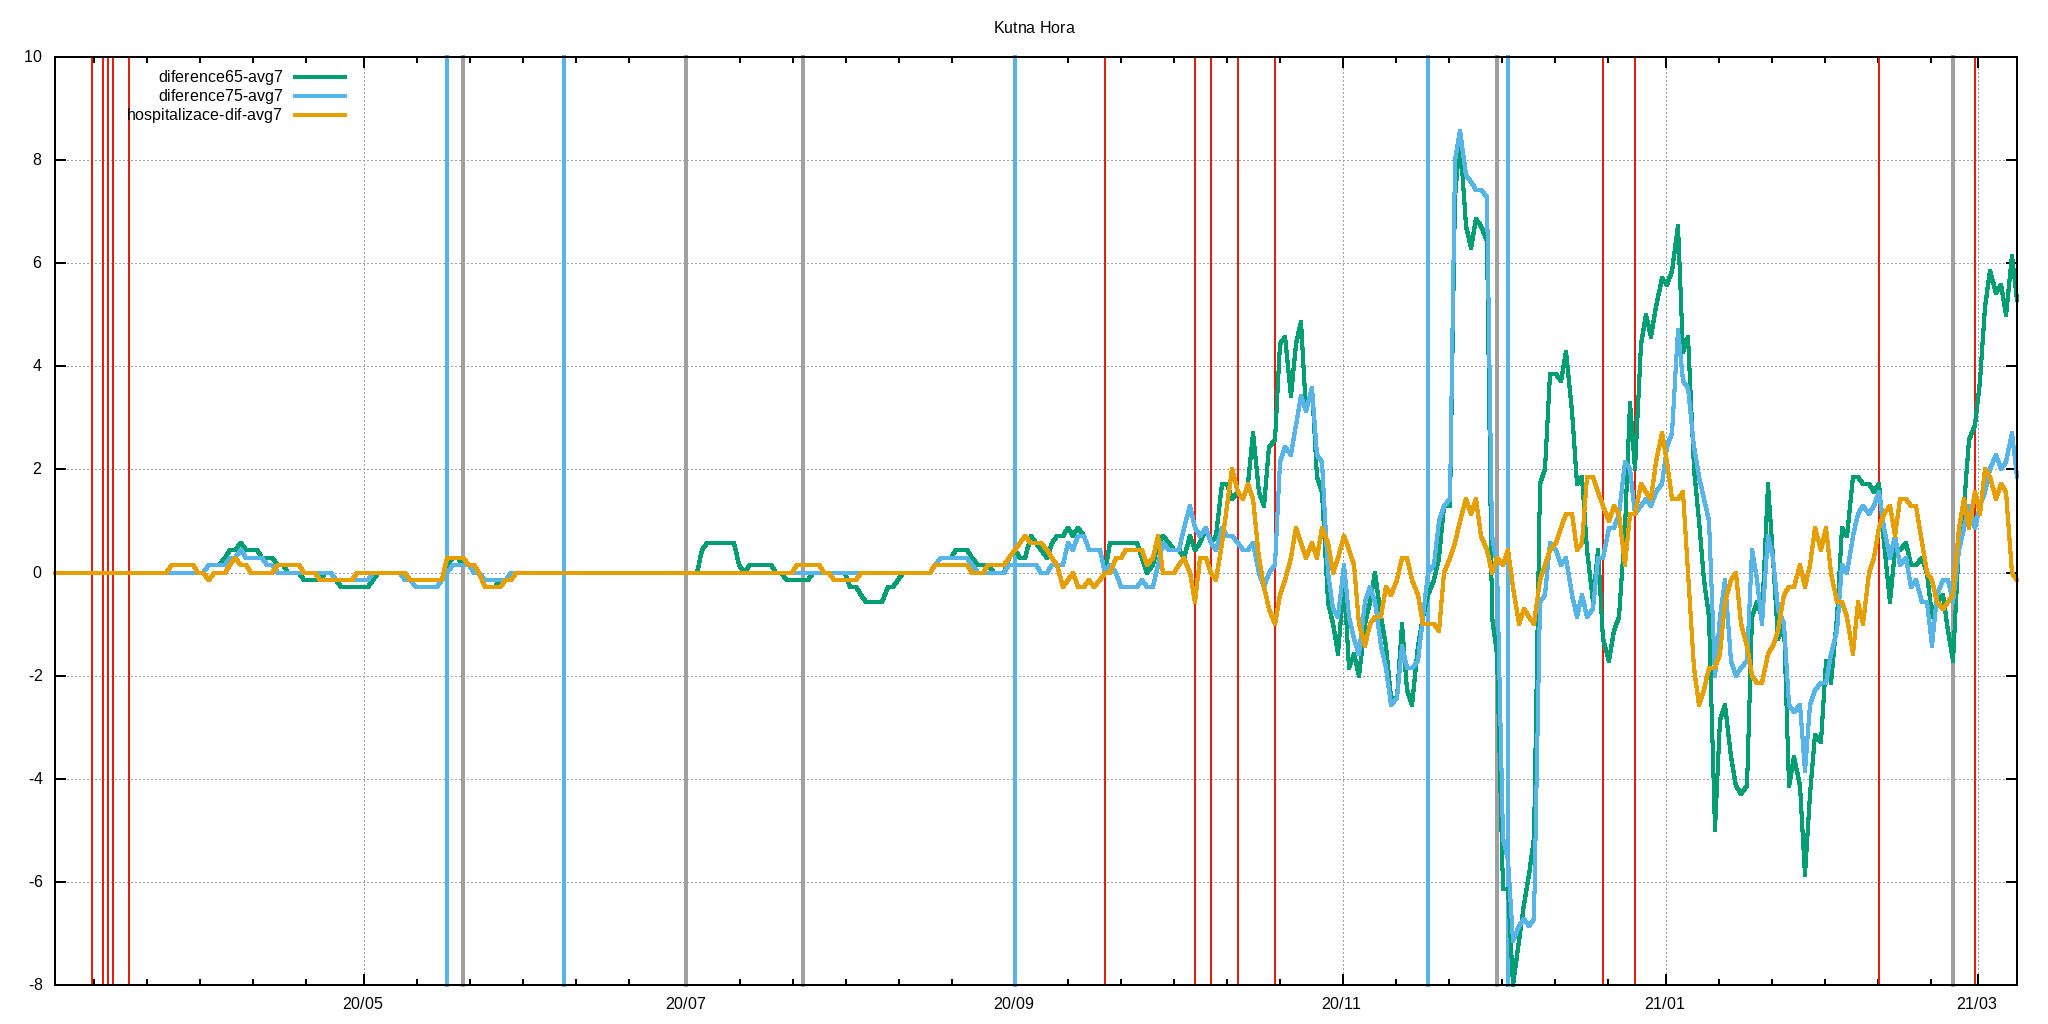 Kutna Hora
10
diference65-avg7
diference75-avg7
hospitalizace-dif-avg7
8
6
4
2
0
-2
-4
-6
-8
20/05 20/07 20/09 20/11 21/01 21/03